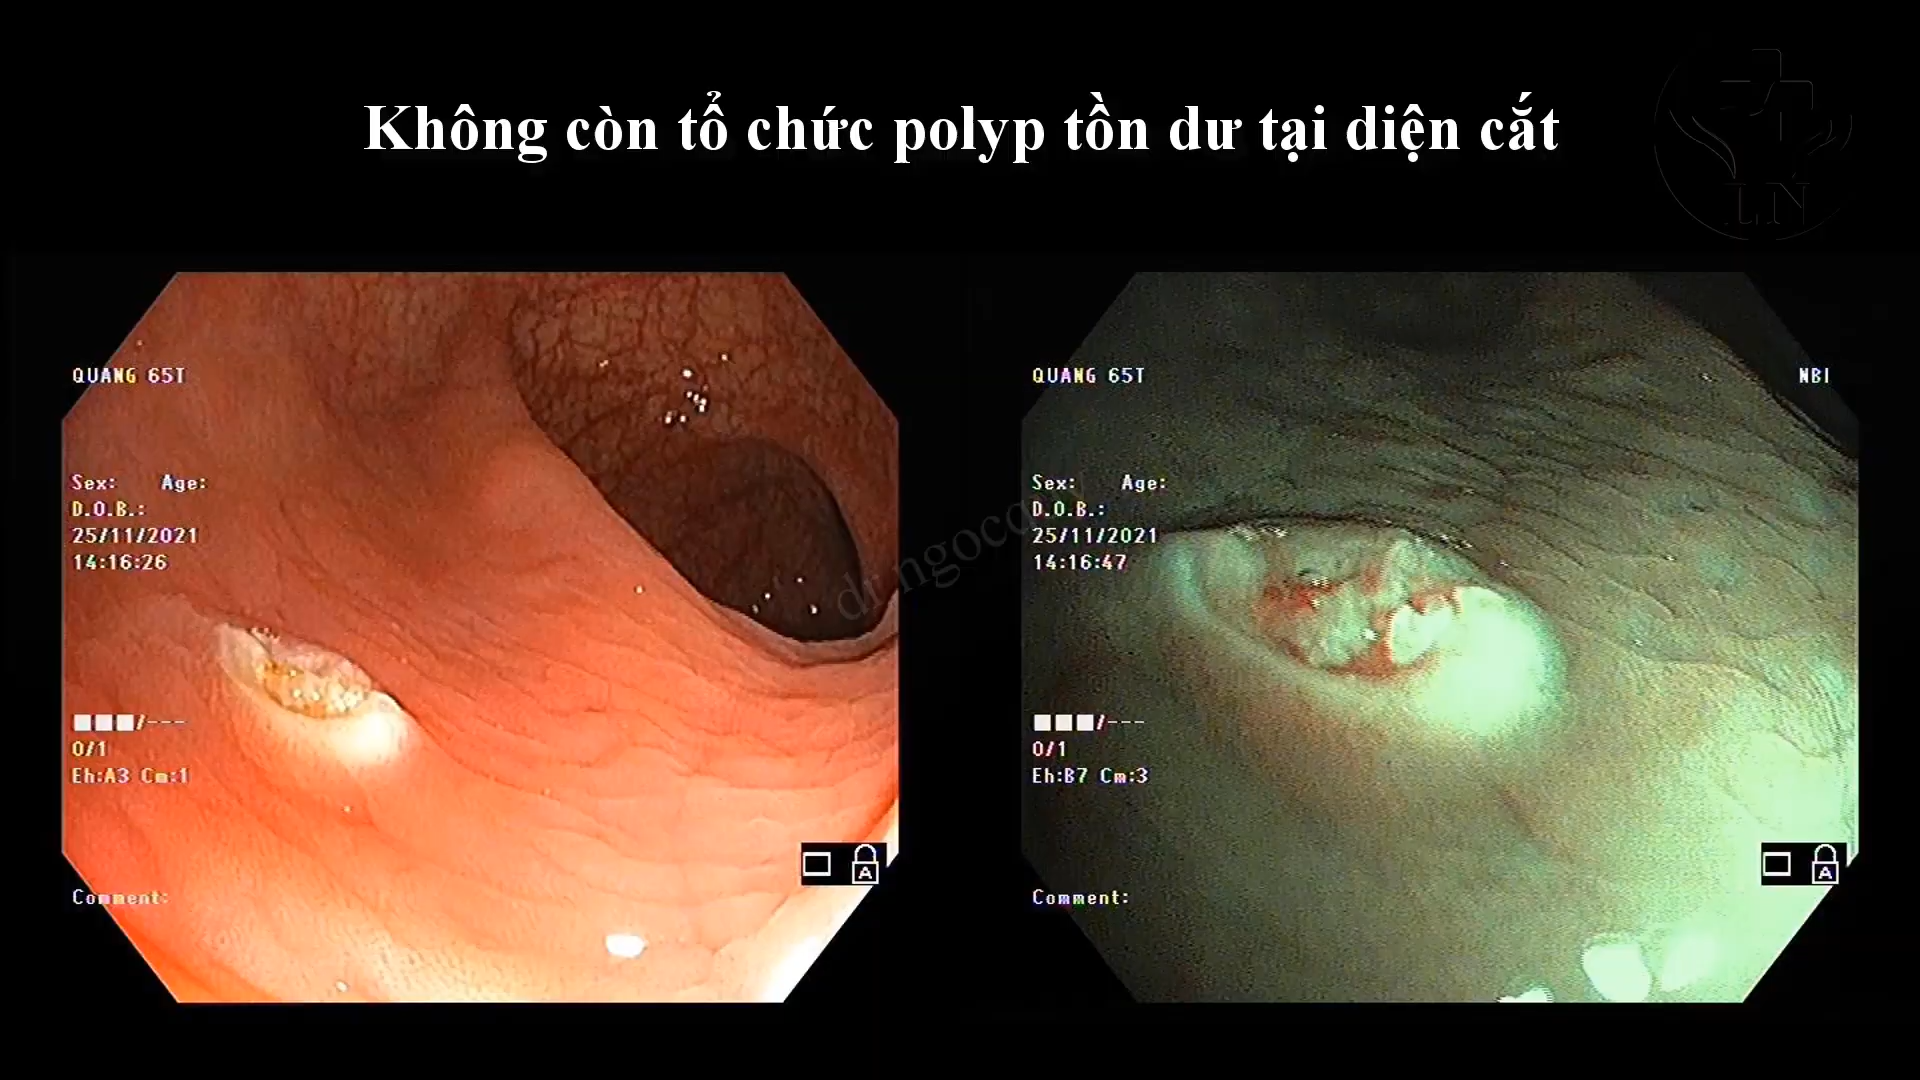 Không còn tổ chức polyp tồn dư tại diện cắt
LN
QUANG 65T
Sex: Age:
D.O.B.:
25/11/2021
14:16:26
■■■/---
0/1
Eh:A3 Cm:1
A
Comment:
QUANG 65T
NBI
Sex: Age:
D.O.B.:
25/11/2021
14:16:47
■■■/---
0/1
Eh:B7 Cm:3
A
Comment: